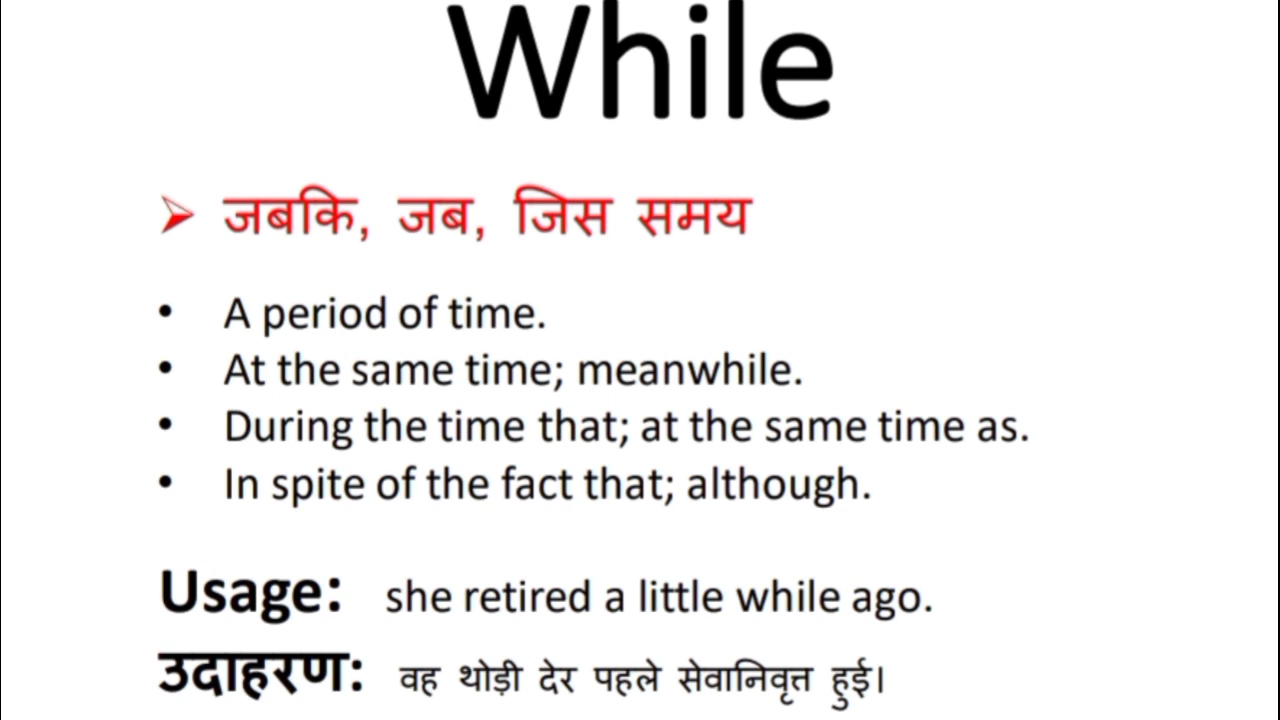 While
➢ जबकि, जब, जिस समय
• A period of time.
• At the same time; meanwhile.
• During the time that; at the same time as.
• In spite of the fact that; although.
Usage: she retired a little while ago.
उदाहरण: वह थोड़ी देर पहले सेवानिवृत्त हुई।